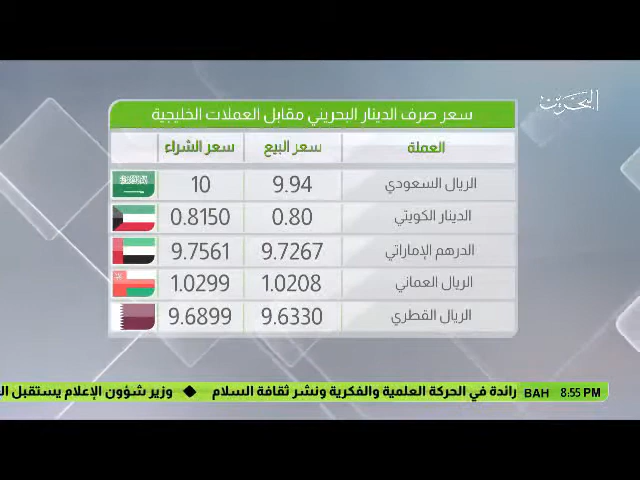 البحرين
سعر صرف الدينار البحريني مقابل العملات الخليجية
العملة سعر البيع سعر الشراء
الريال السعودي 9.94 10
الدينار الكويتي 0.80 0.8150
الدرهم الإماراتي 9.7267 9.7561
الريال العماني 1.0208 1.0299
الريال القطري 9.6330 9.6899
8:55 PM BAH رائدة في الحركة العلمية والفكرية ونشر ثقافة السلام ◆ وزير شؤون الإعلام يستقبل